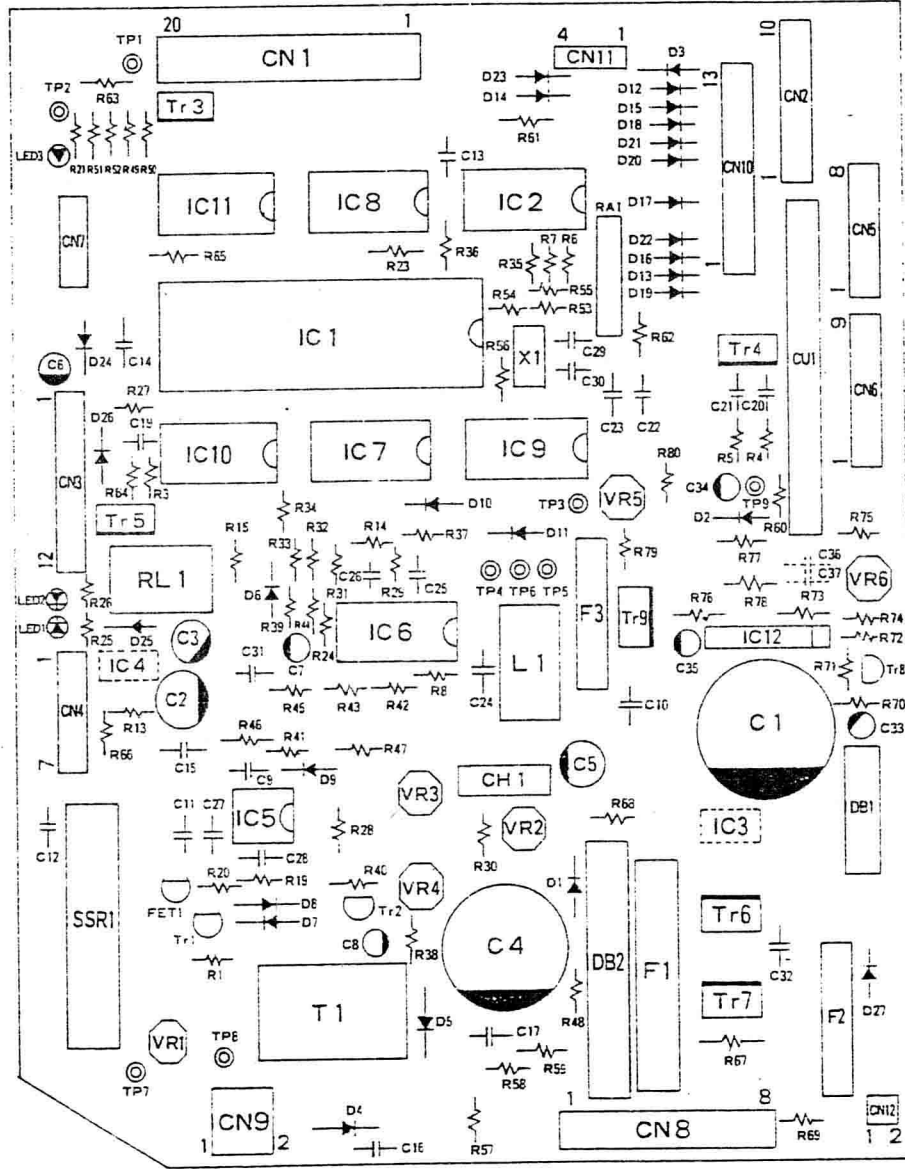 20 1
CN1
TP1
4 1
CN11
D3
10
CN2
TP2
R63
Tr3
D23
D14
D12
D15
D18
D21
D20
13
CN10
R61
LED3
R21 R51 R52 R49 R50
C13
IC11
IC8
IC2
RA1
D17
1
1
8
CN5
1
CN7
R65
R23
R36
R35 R7 R6
R55
R54 R53
D22
D16
D13
D19
IC1
R56
X1
C29
C30
R62
Tr4
CU1
9
CN6
1
C6
D24
C14
R27
C19
D26
C23
C22
C21
C20
R5
R4
1
CN3
12
R64
R3
IC10
IC7
IC9
R80
C34
TP9
R60
Tr5
R34
D10
TP3
VR5
D2
R75
R15
R33
R32
R14
R37
D11
R79
R77
C36
C37
VR6
RL1
D6
C26
R31
R29
C25
TP4 TP6 TP5
F3
Tr9
R78
R76
R73
R74
R72
LED2
LED1
R26
R25
D25
C3
R39
R44
R24
C7
IC6
L1
C35
IC12
R71
Tr8
IC4
C31
R8
C24
C10
C1
R70
C33
1
CN4
7
C2
R13
R66
R45
R43
R42
R46
R41
R47
C15
C9
D9
C5
CH1
VR3
VR2
R68
IC3
DB1
C12
C11
C27
IC5
R28
C28
R30
SSR1
R20
R19
R40
VR4
D1
FET1
D8
D7
Tr1
Tr2
C8
R38
C4
DB2
F1
Tr6
C32
R1
T1
D5
R48
Tr7
F2
D27
VR1
TP8
TP7
C17
R59
R58
R67
CN9
1 2
D4
C16
R57
1 8
CN8
R69
CN12
1 2